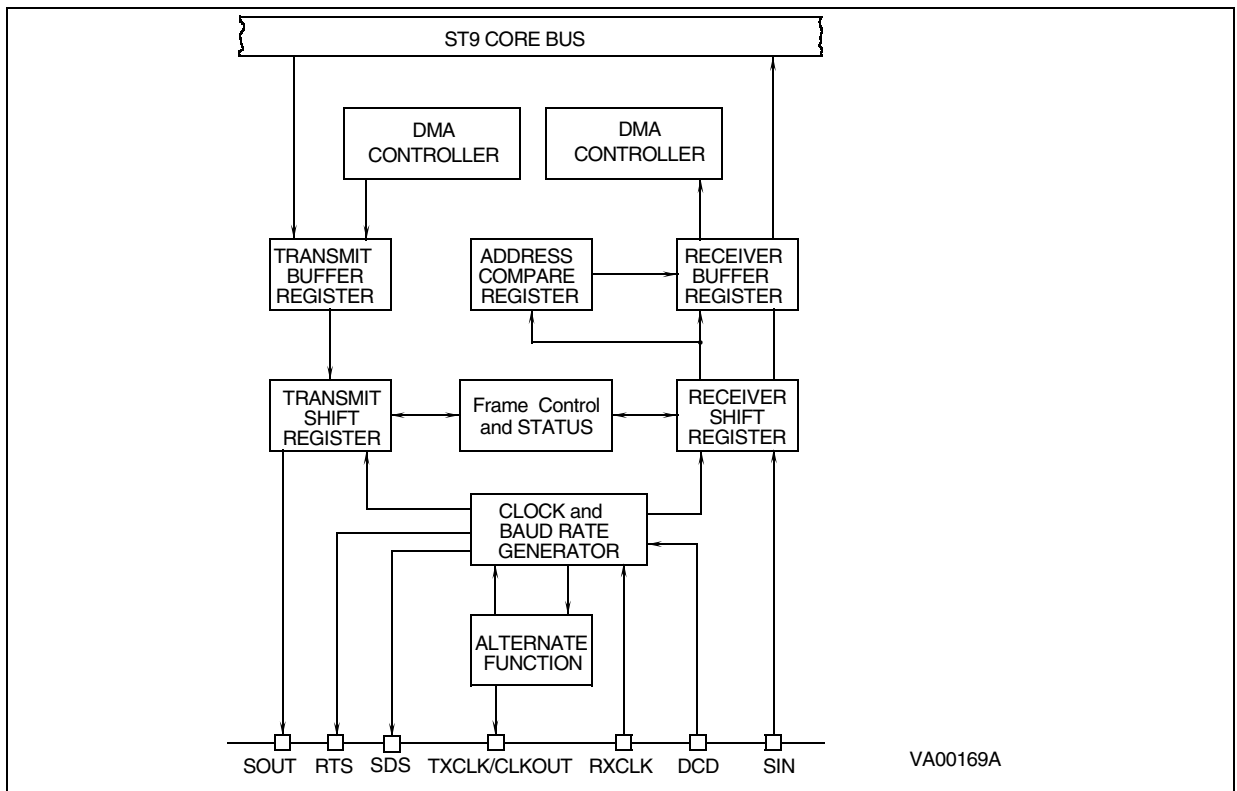 ST9 CORE BUS
DMA
CONTROLLER
DMA
CONTROLLER
TRANSMIT
BUFFER
REGISTER
ADDRESS
COMPARE
REGISTER
RECEIVER
BUFFER
REGISTER
TRANSMIT
SHIFT
REGISTER
Frame Control
and STATUS
RECEIVER
SHIFT
REGISTER
CLOCK and
BAUD RATE
GENERATOR
ALTERNATE
FUNCTION
SOUT RTS SDS TXCLK/CLKOUT RXCLK DCD SIN
VA00169A